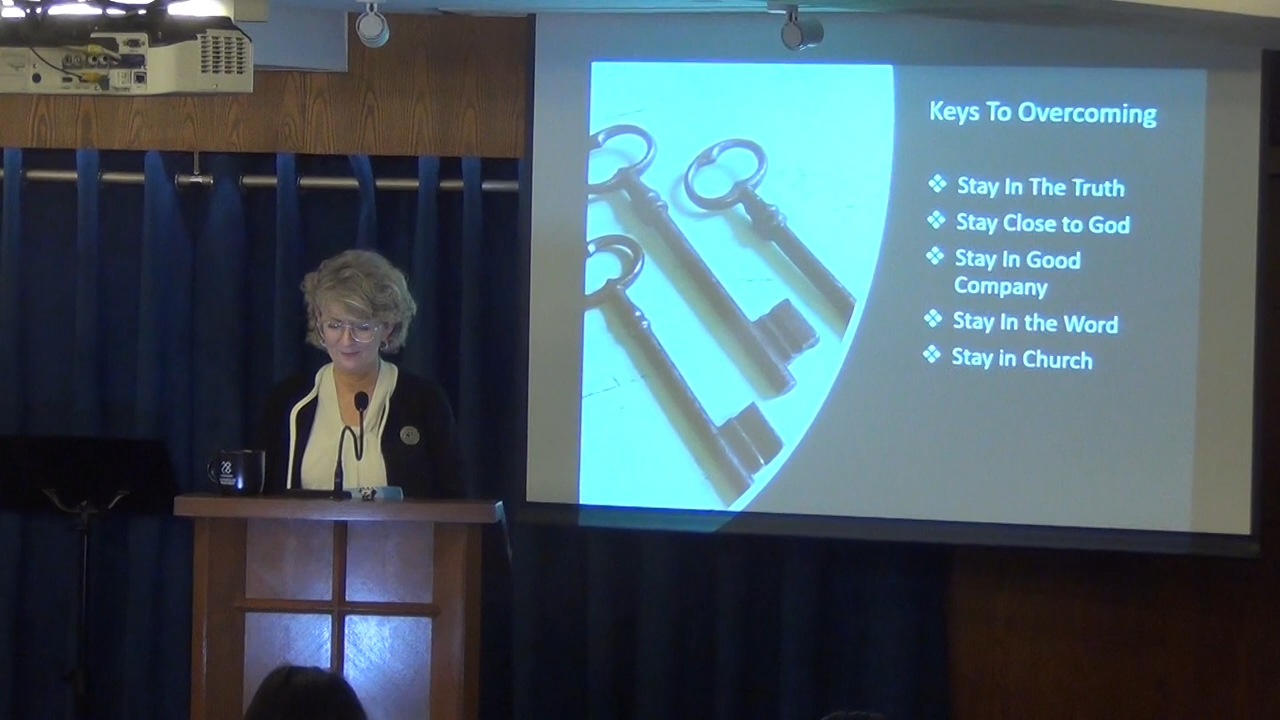 Keys To Overcoming
❖ Stay In The Truth
❖ Stay Close to God
❖ Stay In Good
Company
❖ Stay In the Word
❖ Stay in Church